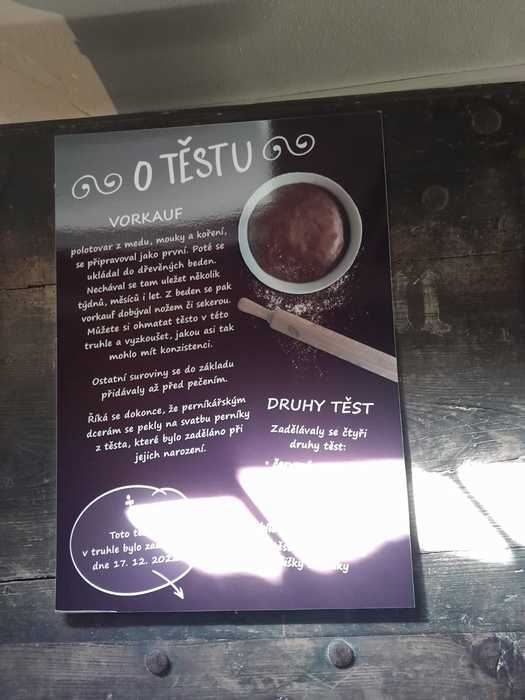 O TĚSTU
VORKAUF
polotovar z medu, mouky a koření,
se připravoval jako první. Poté se
ukládal do dřevěných beden.
Nechával se tam uležet několik
týdnů, měsíců i let. Z beden se pak
vorkauf dobýval nožem či sekerou.
Můžete si ohmatat těsto v této
truhle a vyzkoušet, jakou asi tak
mohlo mít konzistenci.
Ostatní suroviny se do základu
přidávaly až před pečením.
Říká se dokonce, že perníkářským
dcerám se pekly na svatbu perníky
z těsta, které bylo zaděláno při
jejich narození.
Toto
v truhle bylo
dne 17. 12.
DRUHY TĚST
Zadělávaly se čtyři
druhy těst: